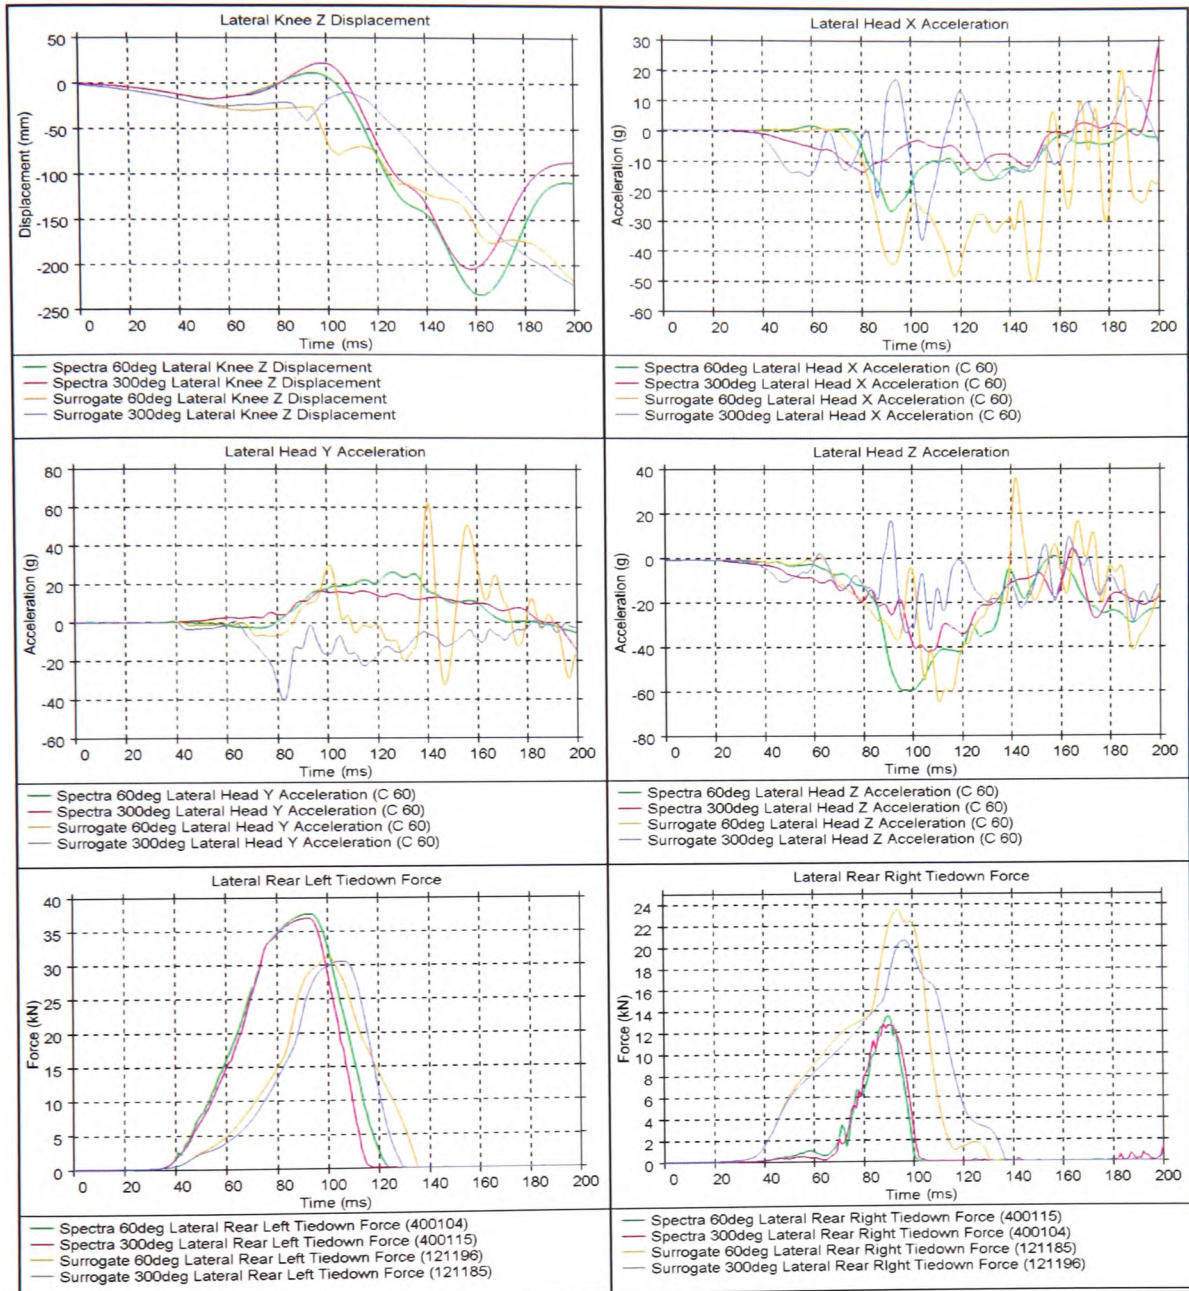 Lateral Knee Z Displacement
50
0
-50
-100
-150
-200
-250
Displacement (mm)
0 20 40 60 80 100 120 140 160 180 200
Time (ms)
Spectra 60deg Lateral Knee Z Displacement
Spectra 300deg Lateral Knee Z Displacement
Surrogate 60deg Lateral Knee Z Displacement
Surrogate 300deg Lateral Knee Z Displacement
Lateral Head X Acceleration
30
20
10
0
-10
-20
-30
-40
-50
-60
Acceleration (g)
0 20 40 60 80 100 120 140 160 180 200
Time (ms)
Spectra 60deg Lateral Head X Acceleration (C 60)
Spectra 300deg Lateral Head X Acceleration (C 60)
Surrogate 60deg Lateral Head X Acceleration (C 60)
Surrogate 300deg Lateral Head X Acceleration (C 60)
Lateral Head Y Acceleration
80
60
40
20
0
-20
-40
-60
Acceleration (g)
0 20 40 60 80 100 120 140 160 180 200
Time (ms)
Spectra 60deg Lateral Head Y Acceleration (C 60)
Spectra 300deg Lateral Head Y Acceleration (C 60)
Surrogate 60deg Lateral Head Y Acceleration (C 60)
Surrogate 300deg Lateral Head Y Acceleration (C 60)
Lateral Head Z Acceleration
40
20
0
-20
-40
-60
-80
Acceleration (g)
0 20 40 60 80 100 120 140 160 180 200
Time (ms)
Spectra 60deg Lateral Head Z Acceleration (C 60)
Spectra 300deg Lateral Head Z Acceleration (C 60)
Surrogate 60deg Lateral Head Z Acceleration (C 60)
Surrogate 300deg Lateral Head Z Acceleration (C 60)
Lateral Rear Left Tiedown Force
40
35
30
25
20
15
10
5
0
Force (kN)
0 20 40 60 80 100 120 140 160 180 200
Time (ms)
Spectra 60deg Lateral Rear Left Tiedown Force (400104)
Spectra 300deg Lateral Rear Left Tiedown Force (400115)
Surrogate 60deg Lateral Rear Left Tiedown Force (121196)
Surrogate 300deg Lateral Rear Left Tiedown Force (121185)
Lateral Rear Right Tiedown Force
24
22
20
18
16
14
12
10
8
6
4
2
0
Force (kN)
0 20 40 60 80 100 120 140 160 180 200
Time (ms)
Spectra 60deg Lateral Rear Right Tiedown Force (400115)
Spectra 300deg Lateral Rear Right Tiedown Force (400104)
Surrogate 60deg Lateral Rear Right Tiedown Force (121185)
Surrogate 300deg Lateral Rear RIght Tiedown Force (121196)